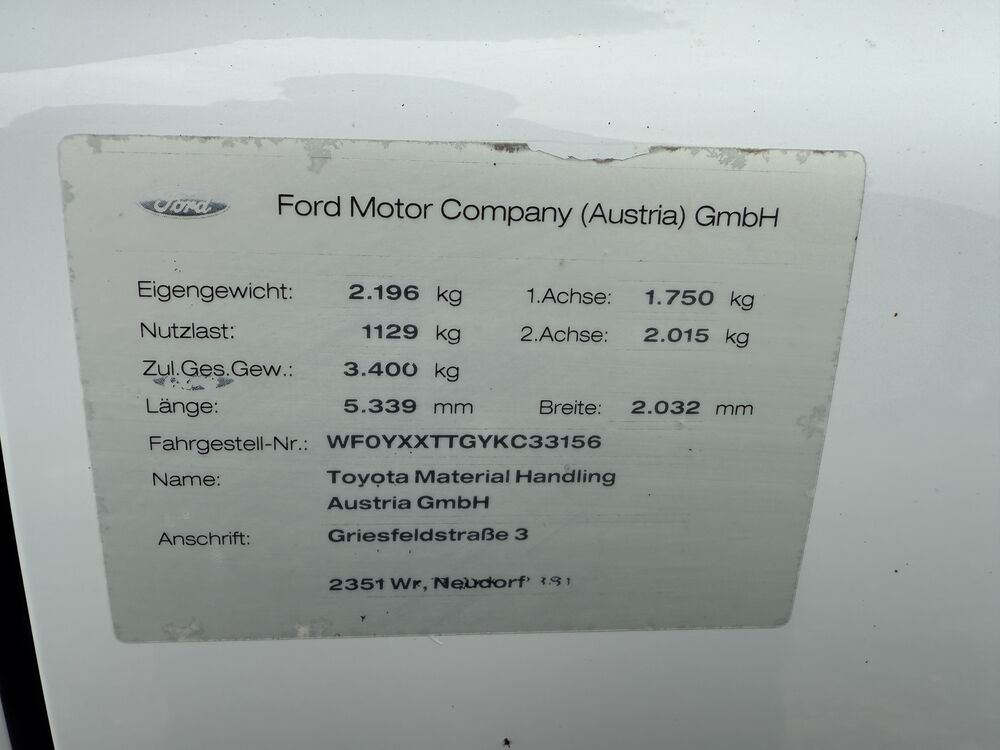 Ford
Ford Motor Company (Austria) GmbH
Eigengewicht: 2.196 kg 1.Achse: 1.750 kg
Nutzlast: 1129 kg 2.Achse: 2.015 kg
Zul.Ges.Gew.: 3.400 kg
Länge: 5.339 mm Breite: 2.032 mm
Fahrgestell-Nr.: WF0YXXTTGYKC33156
Name: Toyota Material Handling
Austria GmbH
Anschrift: Griesfeldstraße 3
2351 Wr, Neudorf